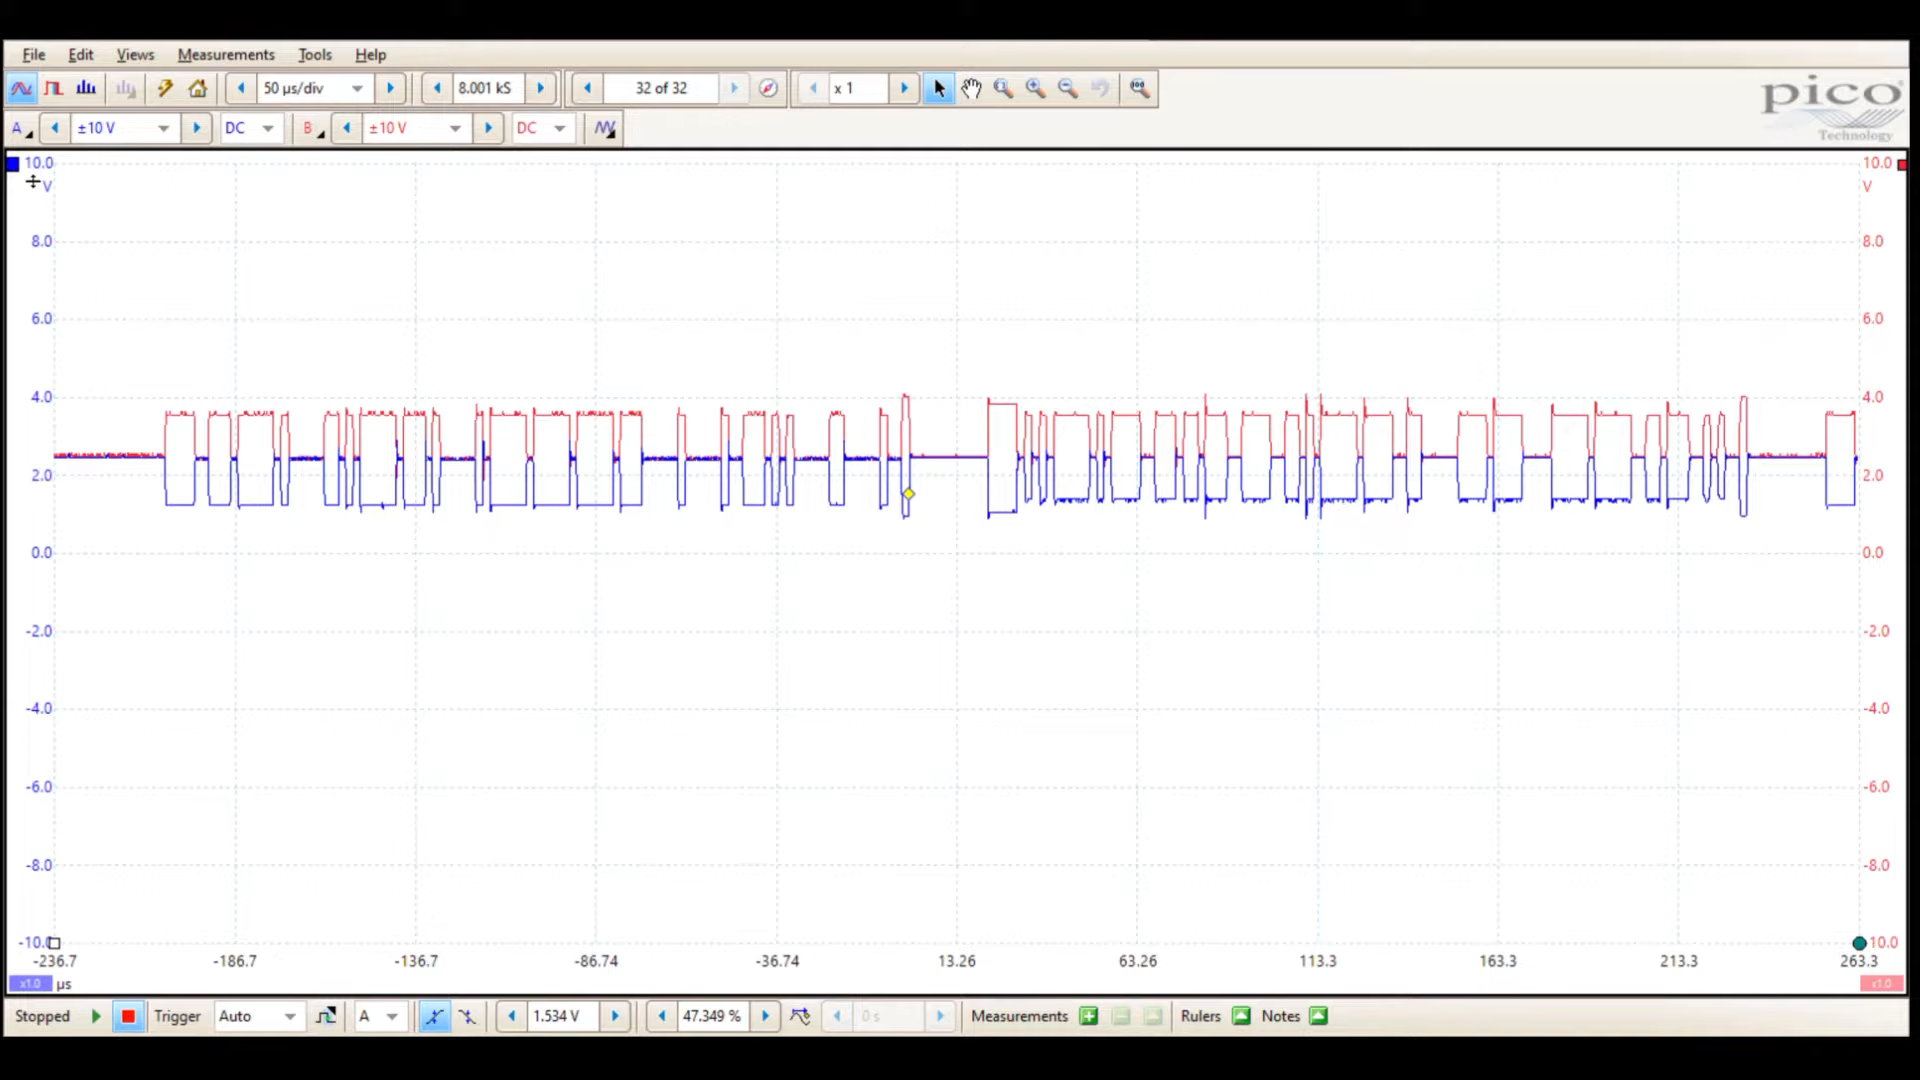 File Edit Views Measurements Tools Help
50 µs/div 8.001 kS 32 of 32 x 1
pico
Technology
A ±10 V DC B ±10 V DC
10.0 10.0
V V
8.0 8.0
6.0 6.0
4.0 4.0
2.0 2.0
0.0 0.0
-2.0 -2.0
-4.0 -4.0
-6.0 -6.0
-8.0 -8.0
-10.0 10.0
-236.7 -186.7 -136.7 -86.74 -36.74 13.26 63.26 113.3 163.3 213.3 263.3
x1.0 µs x1.0
Stopped Trigger Auto A 1.534 V 47.349 % 0 s Measurements Rulers Notes